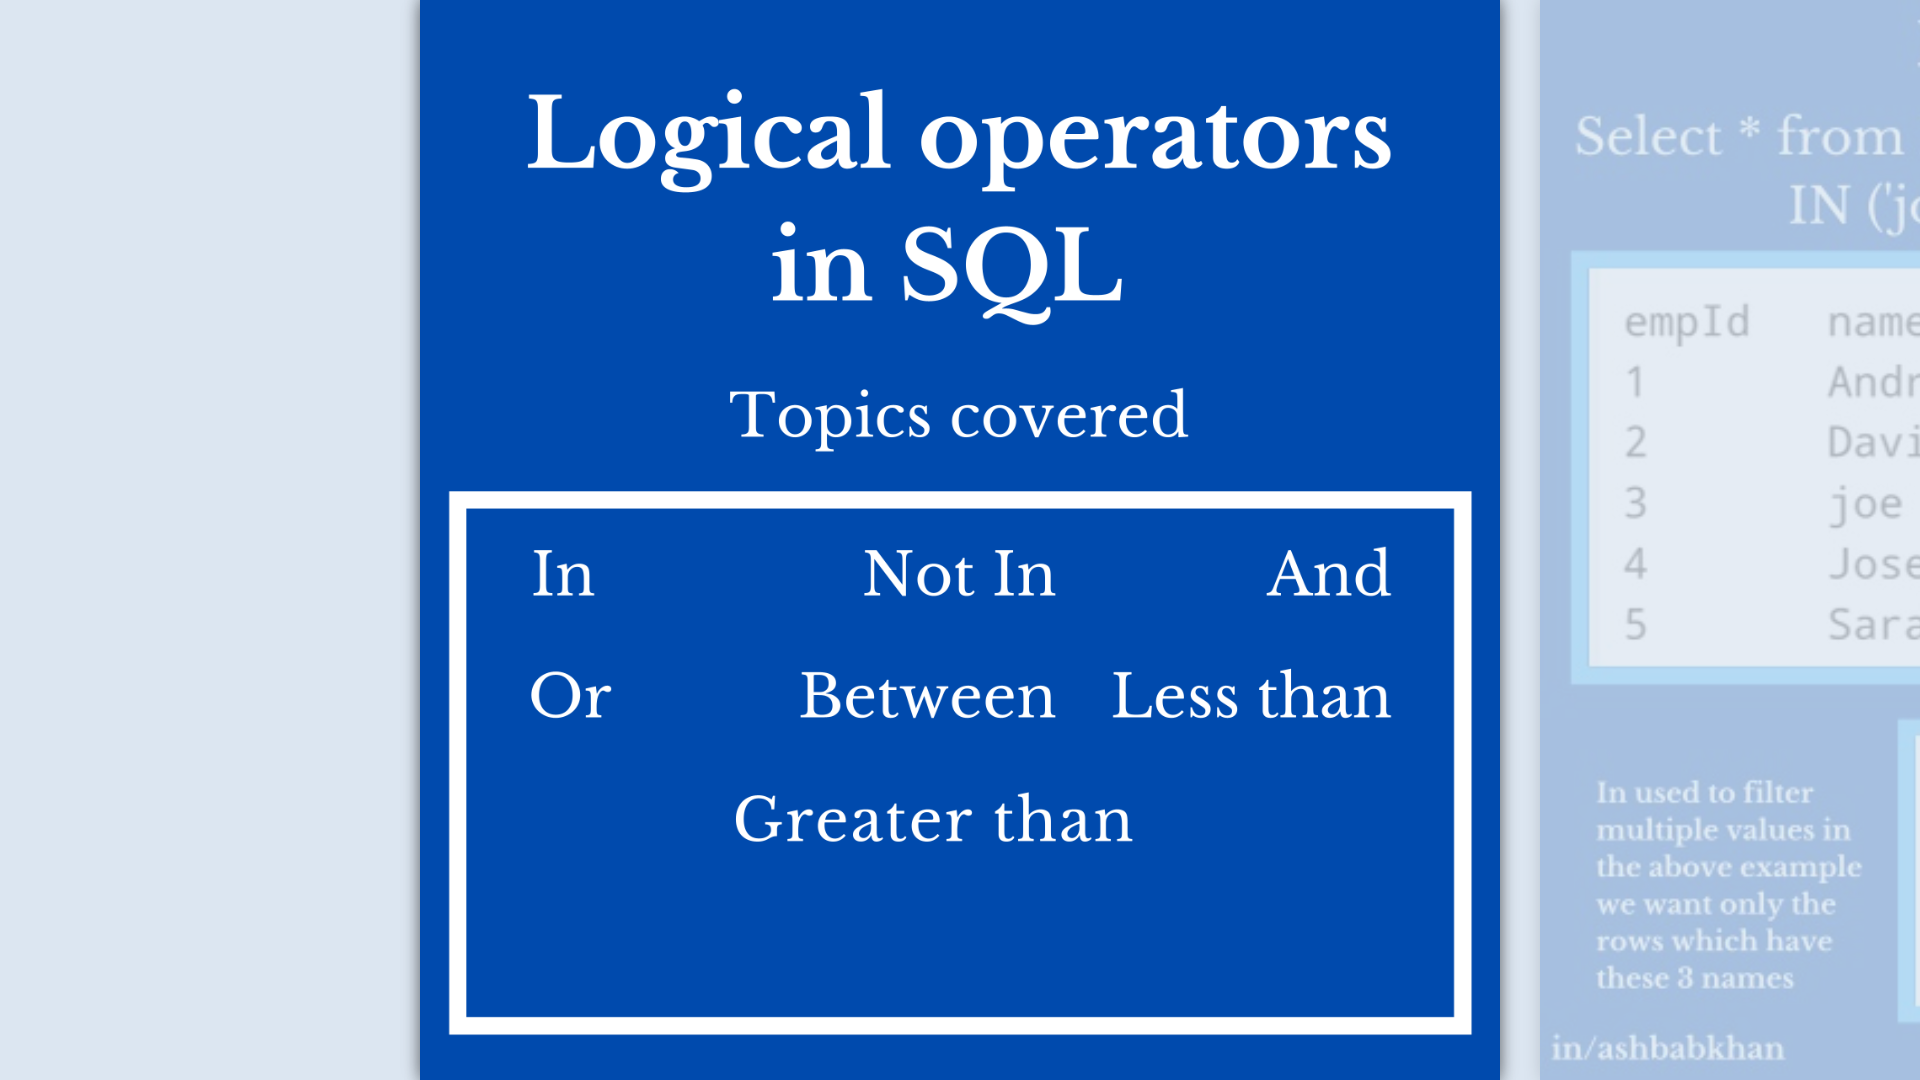 Logical operators
in SQL
Topics covered
In Not In And
Or Between Less than
Greater than
Select * from
IN ('jo
empId name
1 Andr
2 Davi
3 joe
4 Jose
5 Sara
In used to filter
multiple values in
the above example
we want only the
rows which have
these 3 names
in/ashbabkhan